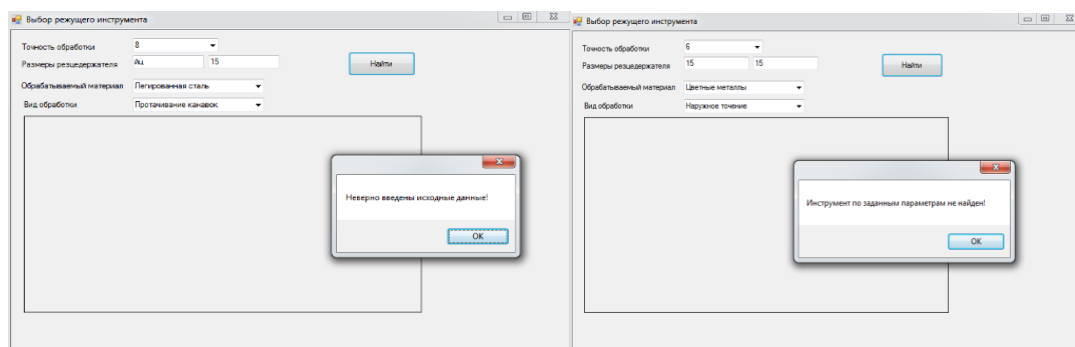 Выбор режущего инструмента
Точность обработки 8
Размеры резцедержателя Ац 15
Найти
Обрабатываемый материал Легированная сталь
Вид обработки Протачивание канавок
Неверно введены исходные данные!
OK
Выбор режущего инструмента
Точность обработки 6
Размеры резцедержателя 15 15
Найти
Обрабатываемый материал Цветные металлы
Вид обработки Наружное точение
Инструмент по заданным параметрам не найден!
OK